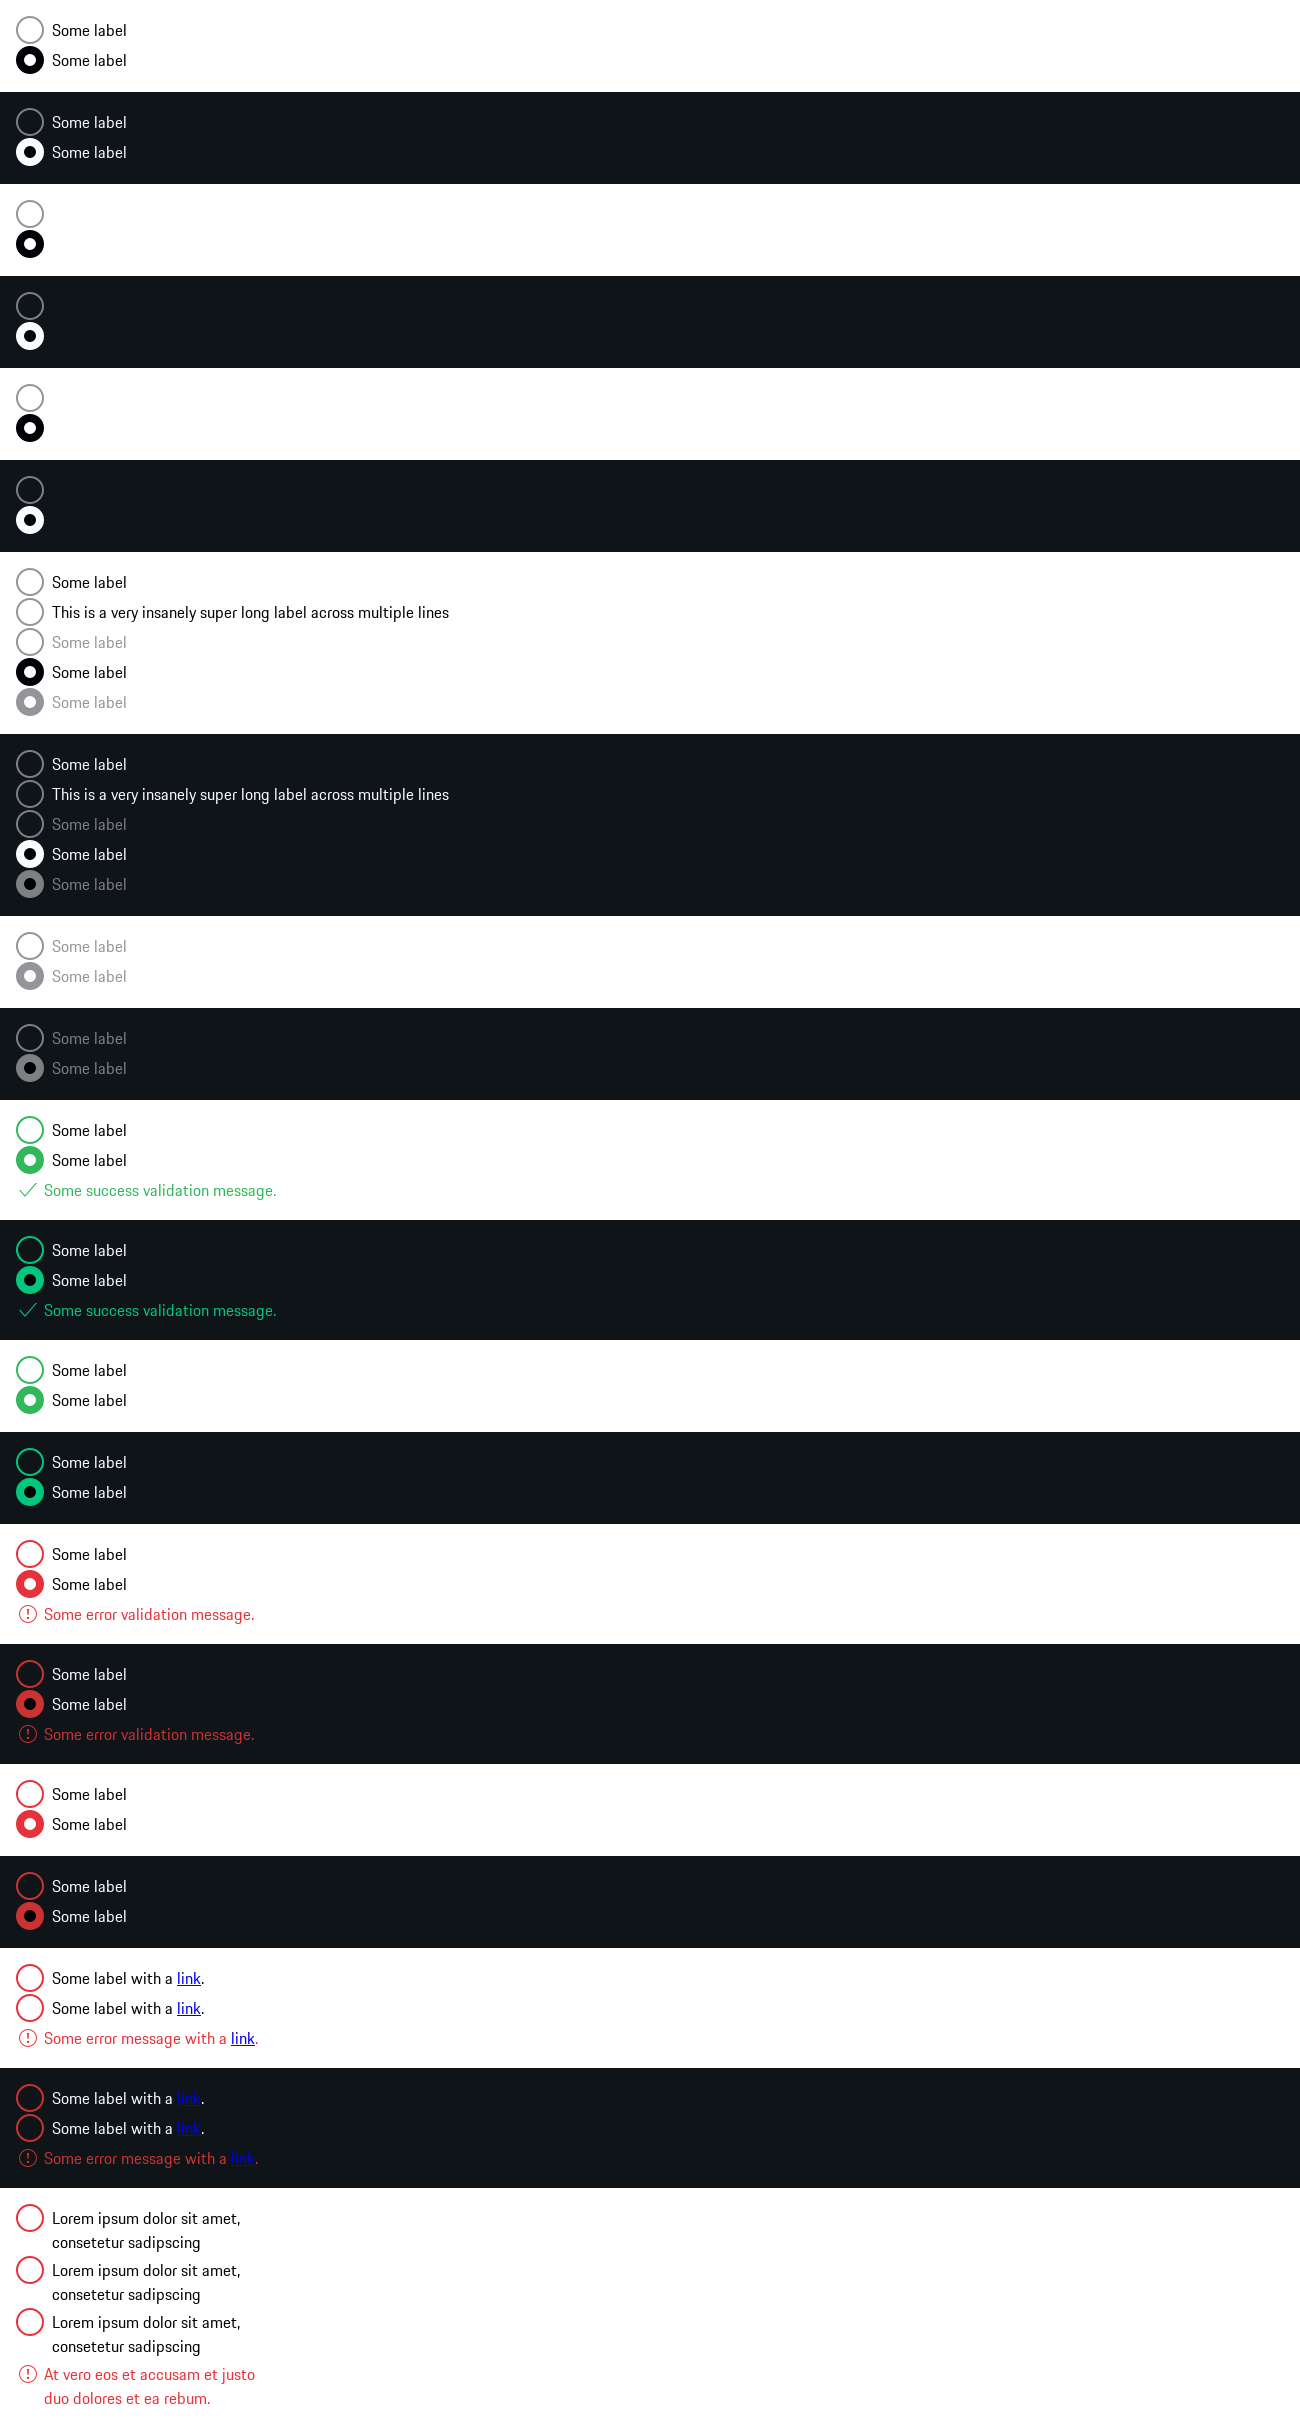 Some label
Some label
Some label
Some label
Some label
This is a very insanely super long label across multiple lines
Some label
Some label
Some label
Some label
This is a very insanely super long label across multiple lines
Some label
Some label
Some label
Some label
Some label
Some label
Some label
Some label
Some label
Some success validation message.
Some label
Some label
Some success validation message.
Some label
Some label
Some label
Some label
Some label
Some label
Some error validation message.
Some label
Some label
Some error validation message.
Some label
Some label
Some label
Some label
Some label with a link.
Some label with a link.
Some error message with a link.
Some label with a link.
Some label with a link.
Some error message with a link.
Lorem ipsum dolor sit amet,
consetetur sadipscing
Lorem ipsum dolor sit amet,
consetetur sadipscing
Lorem ipsum dolor sit amet,
consetetur sadipscing
At vero eos et accusam et justo
duo dolores et ea rebum.